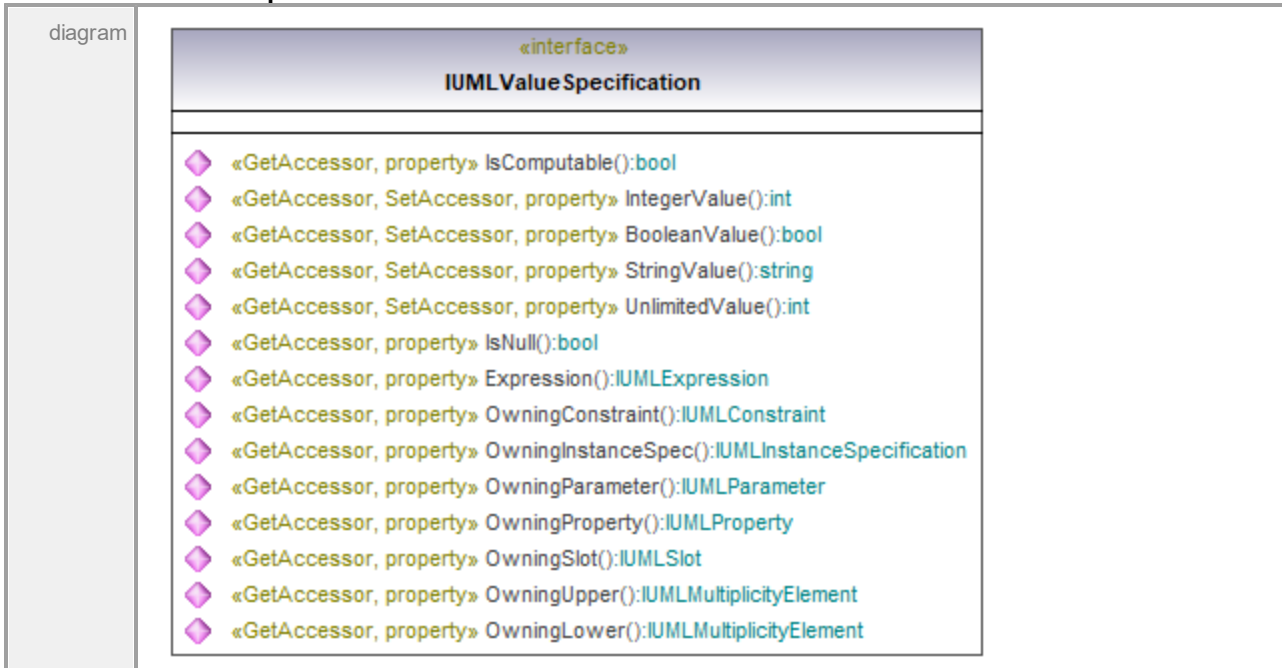 diagram
«interface»
IUMLValueSpecification
«GetAccessor, property» IsComputable():bool
«GetAccessor, SetAccessor, property» IntegerValue():int
«GetAccessor, SetAccessor, property» BooleanValue():bool
«GetAccessor, SetAccessor, property» StringValue():string
«GetAccessor, SetAccessor, property» UnlimitedValue():int
«GetAccessor, property» IsNull():bool
«GetAccessor, property» Expression():IUMLExpression
«GetAccessor, property» OwningConstraint():IUMLConstraint
«GetAccessor, property» OwningInstanceSpec():IUMLInstanceSpecification
«GetAccessor, property» OwningParameter():IUMLParameter
«GetAccessor, property» OwningProperty():IUMLProperty
«GetAccessor, property» OwningSlot():IUMLSlot
«GetAccessor, property» OwningUpper():IUMLMultiplicityElement
«GetAccessor, property» OwningLower():IUMLMultiplicityElement